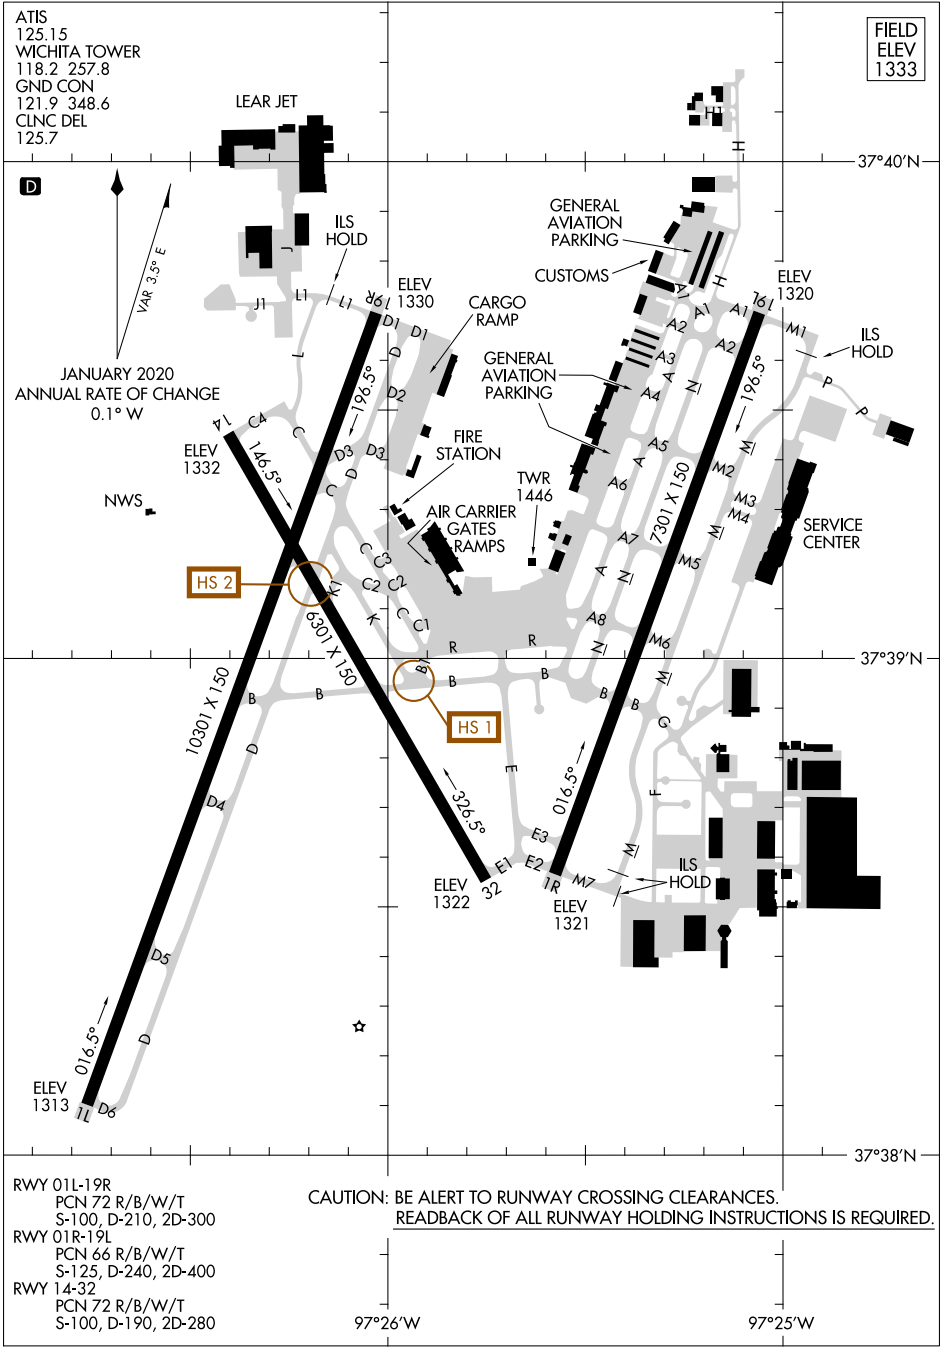 ATIS
125.15
WICHITA TOWER
118.2 257.8
GND CON
121.9 348.6
CLNC DEL
125.7
FIELD
ELEV
1333
D
LEAR JET
H1
H
37°40'N
VAR 3.5° E
JANUARY 2020
ANNUAL RATE OF CHANGE
0.1° W
ILS
HOLD
J
J1
L1
L1
L
19R
ELEV
1330
D1
D1
D
D2
D3
D3
D
196.5°
CARGO
RAMP
GENERAL
AVIATION
PARKING
CUSTOMS
GENERAL
AVIATION
PARKING
H
A1
A1
A1
A2
A2
A3
A
A4
A5
A
A6
A7
A
A8
N
N
N
19L
ELEV
1320
196.5°
M1
ILS
HOLD
P
P
M
M2
M3
M4
M
M5
M6
M
SERVICE
CENTER
7301 X 150
14
ELEV
1332
C4
C
C
146.5°
NWS
FIRE
STATION
AIR CARRIER
GATES
RAMPS
TWR
1446
C
C3
C2
C2
C
C1
K1
K
HS 2
6301 X 150
R
R
37°39'N
B1
B
B
B
B
B
B
G
HS 1
10301 X 150
D
D4
E
F
326.5°
016.5°
E3
E1
E2
M7
M
ILS
HOLD
ELEV
1322
32
1R
ELEV
1321
D5
D
016.5°
ELEV
1313
1L
D6
37°38'N
RWY 01L-19R
PCN 72 R/B/W/T
S-100, D-210, 2D-300
RWY 01R-19L
PCN 66 R/B/W/T
S-125, D-240, 2D-400
RWY 14-32
PCN 72 R/B/W/T
S-100, D-190, 2D-280
CAUTION: BE ALERT TO RUNWAY CROSSING CLEARANCES.
READBACK OF ALL RUNWAY HOLDING INSTRUCTIONS IS REQUIRED.
97°26'W
97°25'W